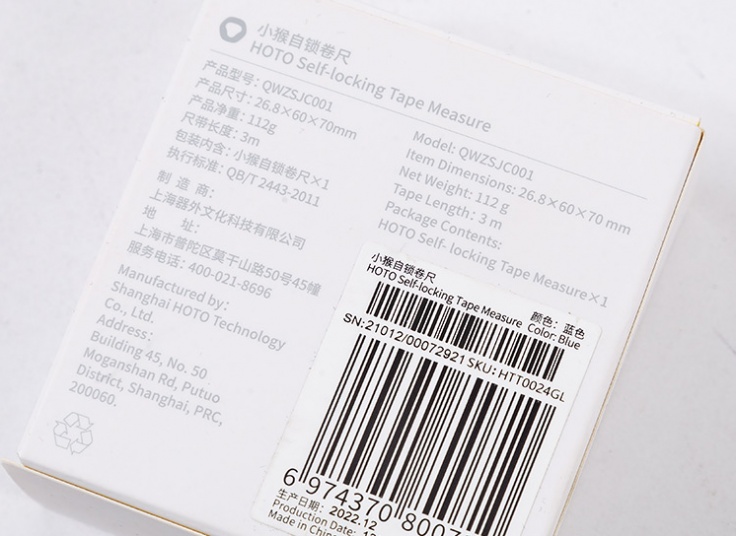 小猴自锁卷尺
HOTO Self-locking Tape Measure
产品型号：QWZSJC001
产品尺寸：26.8×60×70mm
产品净重：112g
尺带长度：3m
包装内含：小猴自锁卷尺×1
执行标准：QB/T 2443-2011
制 造 商：
上海器外文化科技有限公司
地 址：
上海市普陀区莫干山路50号45幢
服务电话：400-021-8696
Manufactured by:
Shanghai HOTO Technology
Co., Ltd.
Address:
Building 45, No. 50
Moganshan Rd. Putuo
District, Shanghai, PRC,
200060.
Model: QWZSJC001
Item Dimensions: 26.8×60×70 mm
Net Weight: 112 g
Tape Length: 3 m
Package Contents:
HOTO Self- locking Tape Measure×1
小猴自锁卷尺
HOTO Self-locking Tape Measure
颜色：蓝色
Color: Blue
SN:21012/00072921 SKU: HTT0024GL
6 974370 8007
生产日期：2022.12
Production Date:
Made in China